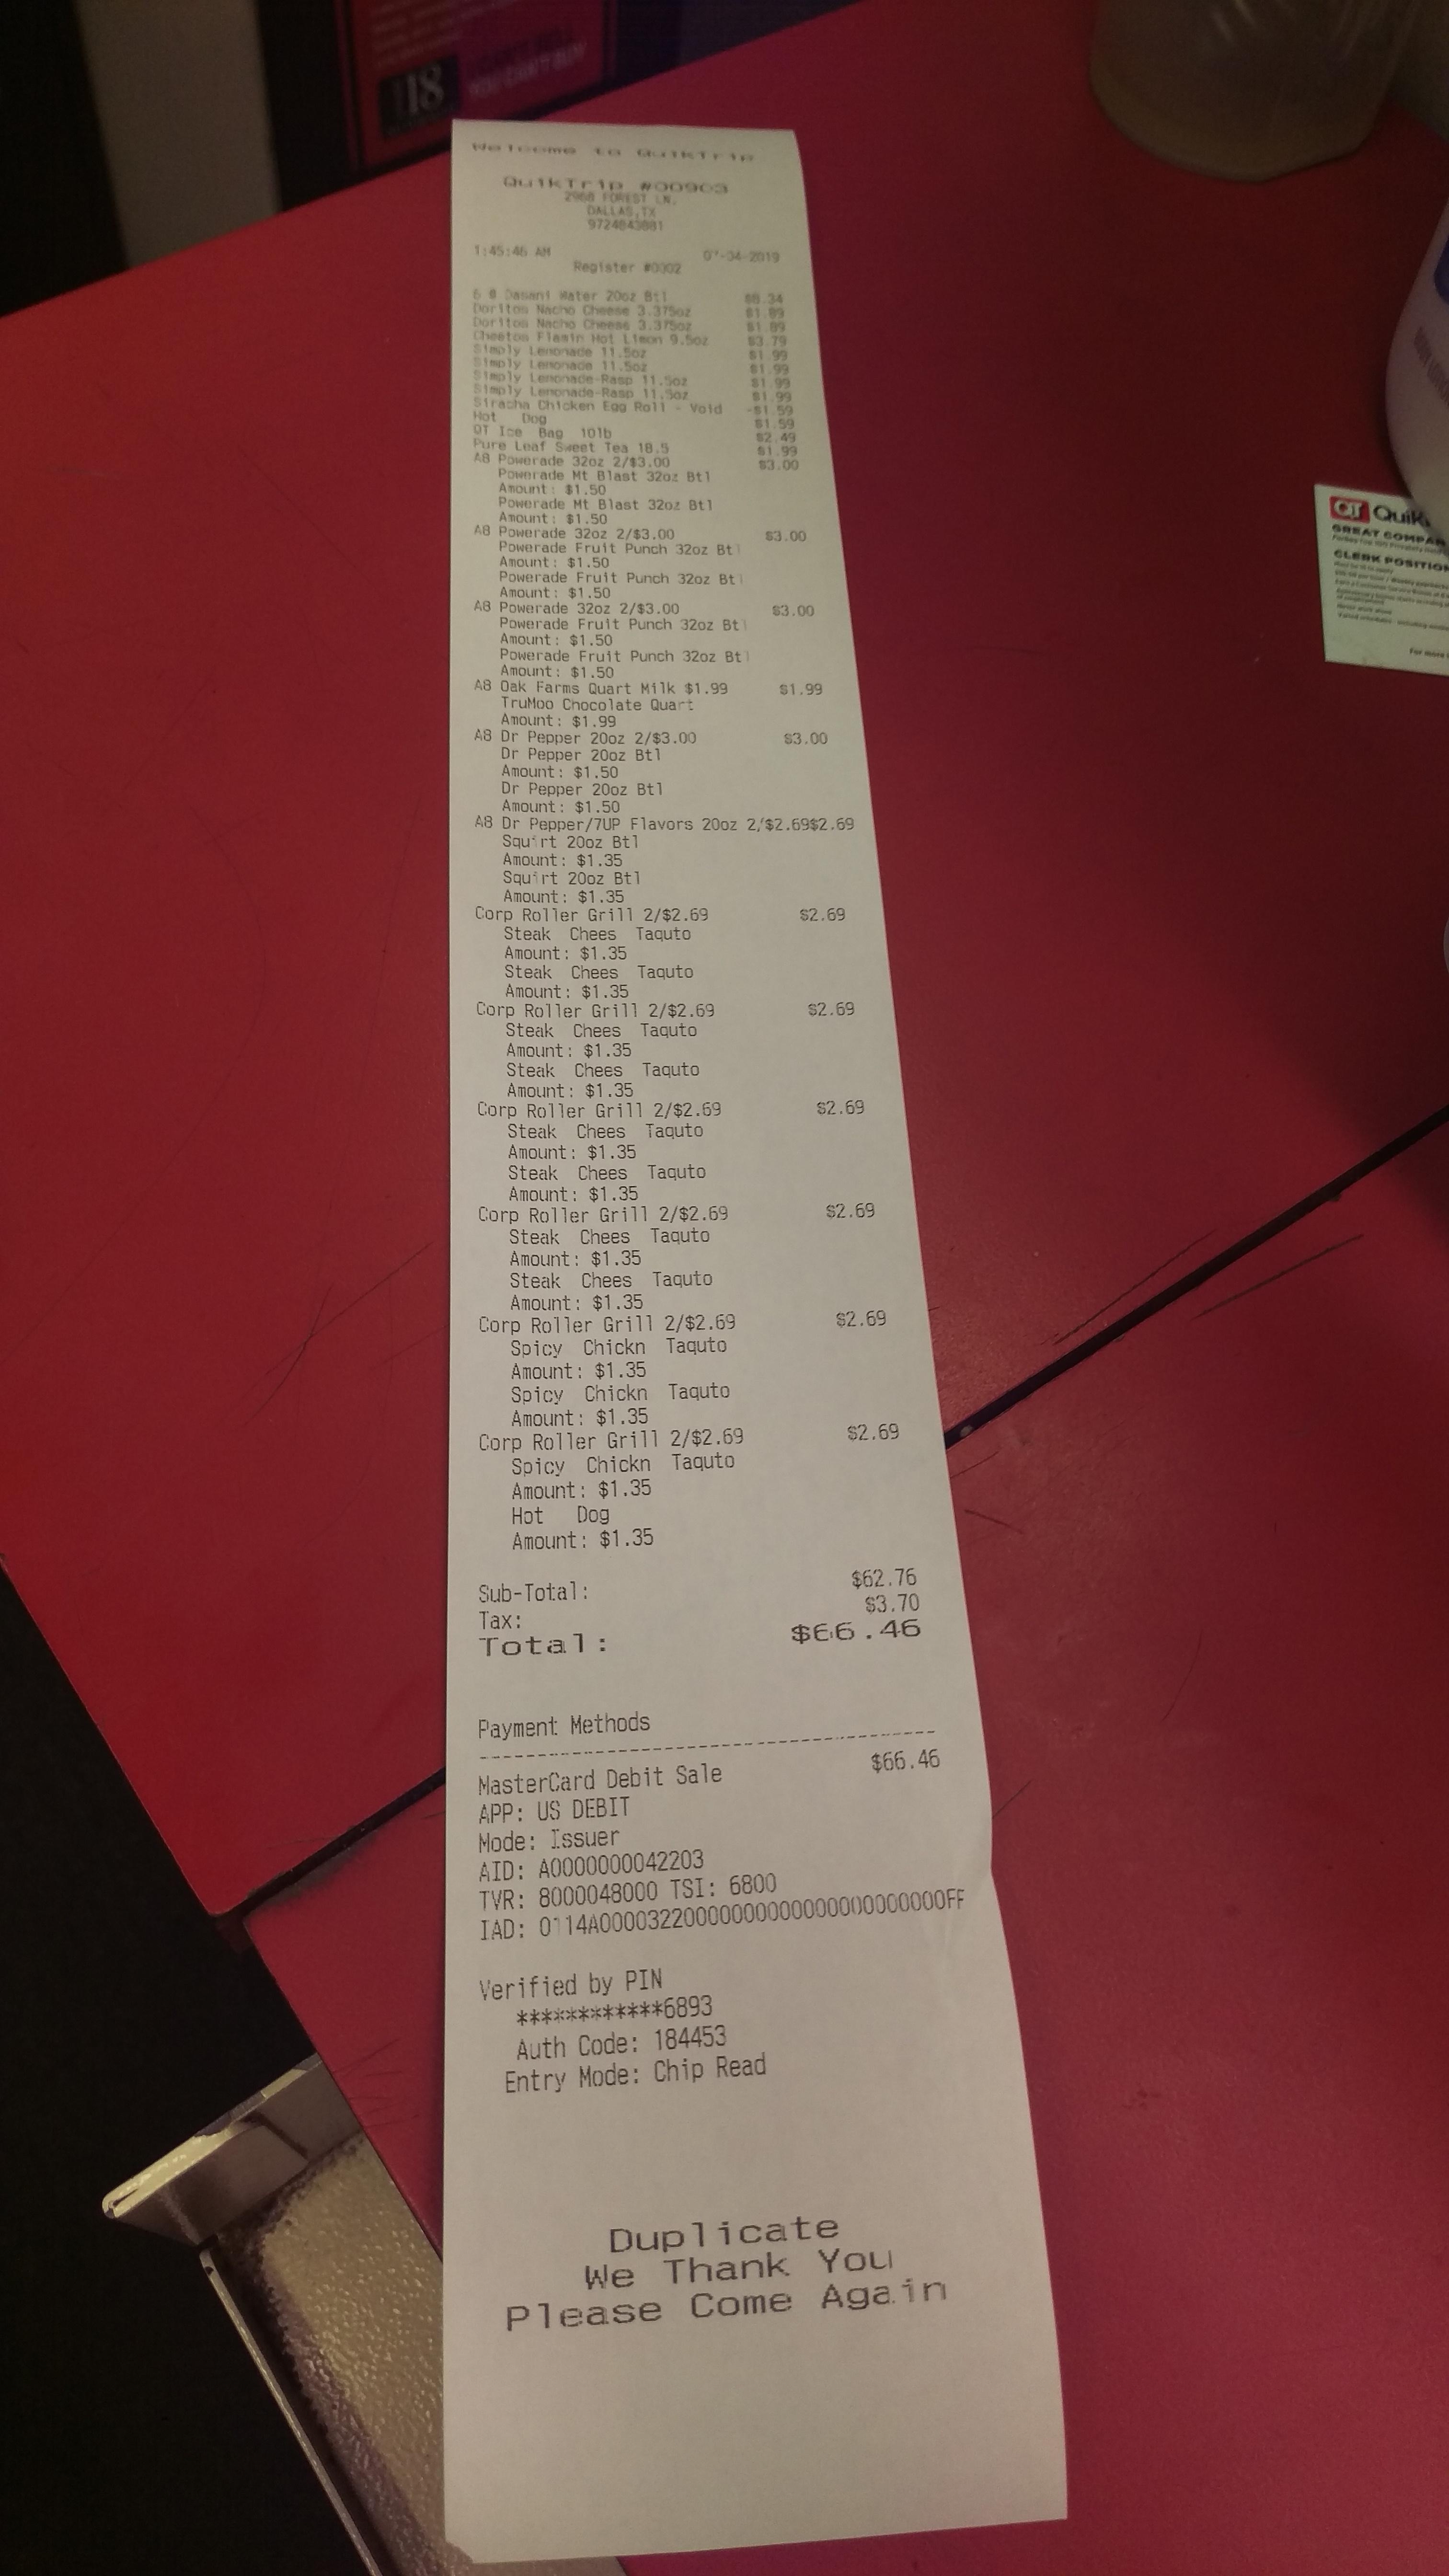 18
YOU CAN'T BUY
Welcome to QuikTrip
QuikTrip #00903
2968 FOREST LN.
DALLAS,TX
9724843881
1:45:46 AM 04-2019
Register #0002
6 @ Dasani Water 20oz Btl $8.34
Doritos Nacho Cheese 3.375oz $1.89
Doritos Nacho Cheese 3.375oz $1.89
Cheetos Flamin Hot Limon 9.5oz $3.79
Simply Lemonade 11.5oz $1.99
Simply Lemonade 11.5oz $1.99
Simply Lemonade-Rasp 11.5oz $1.99
Simply Lemonade-Rasp 11.5oz $1.99
Siracha Chicken Egg Roll - Void -$1.59
Hot Dog $1.59
QT Ice Bag 10lb $2.49
Pure Leaf Sweet Tea 18.5 $1.99
A8 Powerade 32oz 2/$3.00 $3.00
Powerade Mt Blast 32oz Btl
Amount: $1.50
Powerade Mt Blast 32oz Btl
Amount: $1.50
A8 Powerade 32oz 2/$3.00 $3.00
Powerade Fruit Punch 32oz Btl
Amount: $1.50
Powerade Fruit Punch 32oz Btl
Amount: $1.50
A8 Powerade 32oz 2/$3.00 $3.00
Powerade Fruit Punch 32oz Btl
Amount: $1.50
Powerade Fruit Punch 32oz Btl
Amount: $1.50
A8 Oak Farms Quart Milk $1.99 $1.99
TruMoo Chocolate Quart
Amount: $1.99
A8 Dr Pepper 20oz 2/$3.00 $3.00
Dr Pepper 20oz Btl
Amount: $1.50
Dr Pepper 20oz Btl
Amount: $1.50
A8 Dr Pepper/7UP Flavors 20oz 2/$2.69$2.69
Squirt 20oz Btl
Amount: $1.35
Squirt 20oz Btl
Amount: $1.35
Corp Roller Grill 2/$2.69 $2.69
Steak Chees Taquto
Amount: $1.35
Steak Chees Taquto
Amount: $1.35
Corp Roller Grill 2/$2.69 $2.69
Steak Chees Taquto
Amount: $1.35
Steak Chees Taquto
Amount: $1.35
Corp Roller Grill 2/$2.69 $2.69
Steak Chees Taquto
Amount: $1.35
Steak Chees Taquto
Amount: $1.35
Corp Roller Grill 2/$2.69 $2.69
Steak Chees Taquto
Amount: $1.35
Steak Chees Taquto
Amount: $1.35
Corp Roller Grill 2/$2.69 $2.69
Spicy Chickn Taquto
Amount: $1.35
Spicy Chickn Taquto
Amount: $1.35
Corp Roller Grill 2/$2.69 $2.69
Spicy Chickn Taquto
Amount: $1.35
Hot Dog
Amount: $1.35
Sub-Total: $62.76
Tax: $3.70
Total: $66.46
Payment Methods
MasterCard Debit Sale $66.46
APP: US DEBIT
Mode: Issuer
AID: A0000000042203
TVR: 8000048000 TSI: 6800
IAD:
Verified by PIN
************6893
Auth Code: 184453
Entry Mode: Chip Read
Duplicate
We Thank You
Please Come Again
QT Quik
GREAT COMPAN
CLERK POSITION
For more